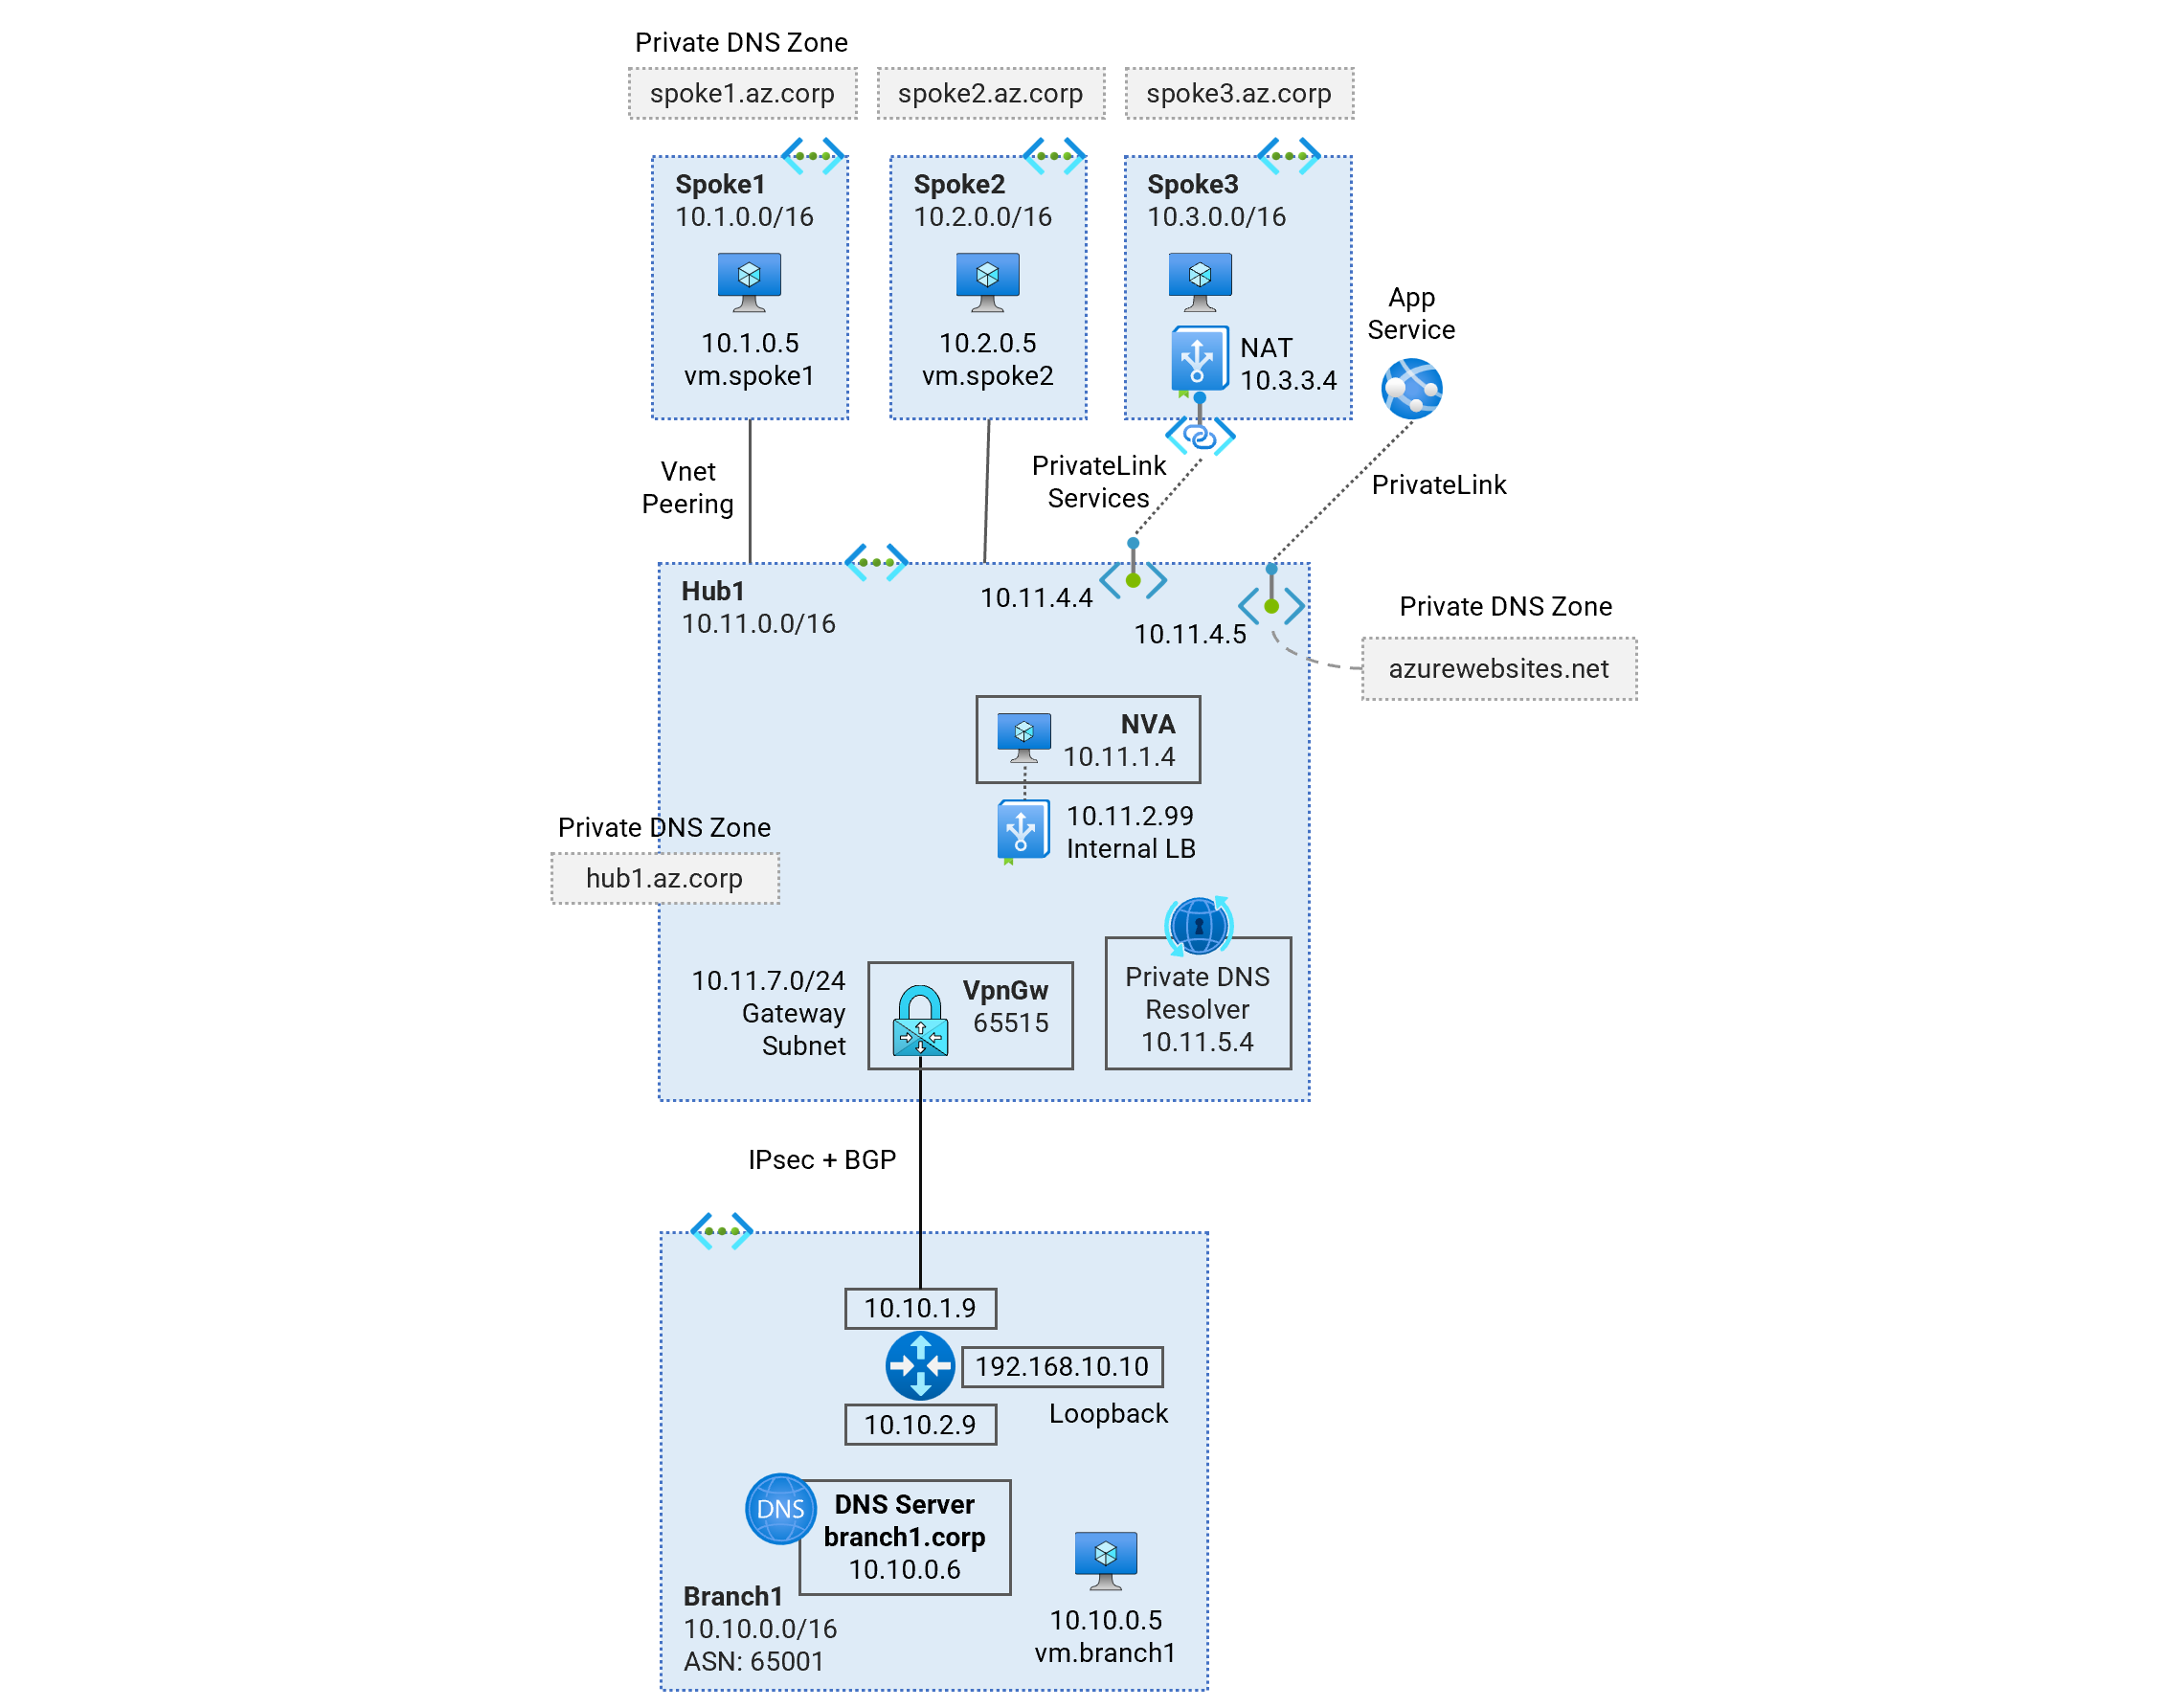 Private DNS Zone
spoke1.az.corp
spoke2.az.corp
spoke3.az.corp
Spoke1
10.1.0.0/16
10.1.0.5
vm.spoke1
Spoke2
10.2.0.0/16
10.2.0.5
vm.spoke2
Spoke3
10.3.0.0/16
NAT
10.3.3.4
App
Service
Vnet
Peering
PrivateLink
Services
PrivateLink
Hub1
10.11.0.0/16
10.11.4.4
10.11.4.5
Private DNS Zone
azurewebsites.net
NVA
10.11.1.4
10.11.2.99
Internal LB
Private DNS Zone
hub1.az.corp
10.11.7.0/24
Gateway
Subnet
VpnGw
65515
Private DNS
Resolver
10.11.5.4
IPsec + BGP
10.10.1.9
192.168.10.10
Loopback
10.10.2.9
DNS
DNS Server
branch1.corp
10.10.0.6
Branch1
10.10.0.0/16
ASN: 65001
10.10.0.5
vm.branch1